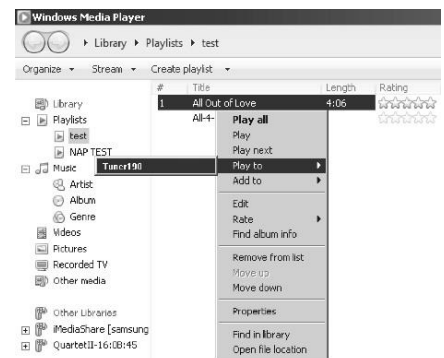 Windows Media Player
Library Playlists test
Organize Stream Create playlist
# Title Length Rating
Library
Playlists
test
NAP TEST
Music
Artist
Album
Genre
Videos
Pictures
Recorded TV
Other media
Other Libraries
iMediaShare [samsung
QuartetII-16:0B:45
1 All Out of Love 4:06
All-4-
Play all
Play
Play next
Play to
Tuner190
Add to
Edit
Rate
Find album info
Remove from list
Move up
Move down
Properties
Find in library
Open file location